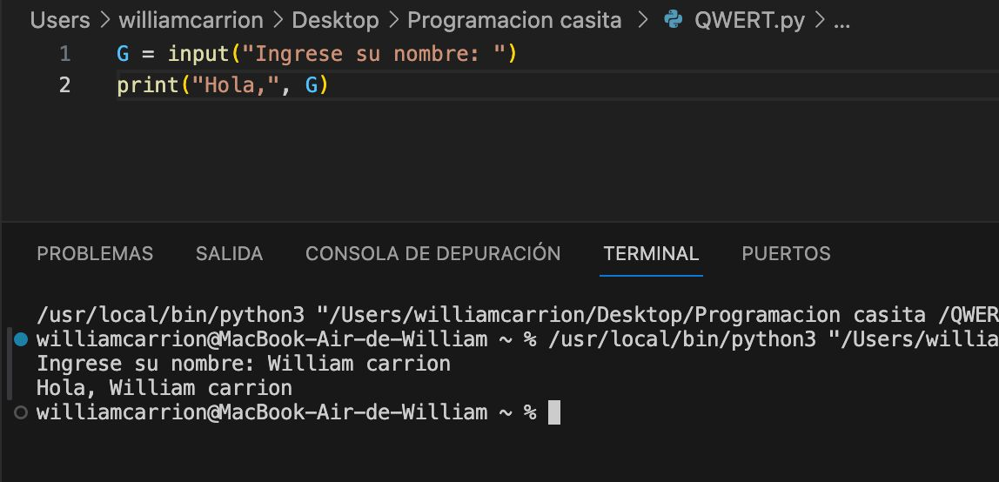 Users > williamcarrion > Desktop > Programacion casita > QWERT.py > ...
1 G = input("Ingrese su nombre: ")
2 print("Hola,", G)
PROBLEMAS SALIDA CONSOLA DE DEPURACIÓN TERMINAL PUERTOS
/usr/local/bin/python3 "/Users/williamcarrion/Desktop/Programacion casita /QWER
williamcarrion@MacBook-Air-de-William ~ % /usr/local/bin/python3 "/Users/willia
Ingrese su nombre: William carrion
Hola, William carrion
williamcarrion@MacBook-Air-de-William ~ %